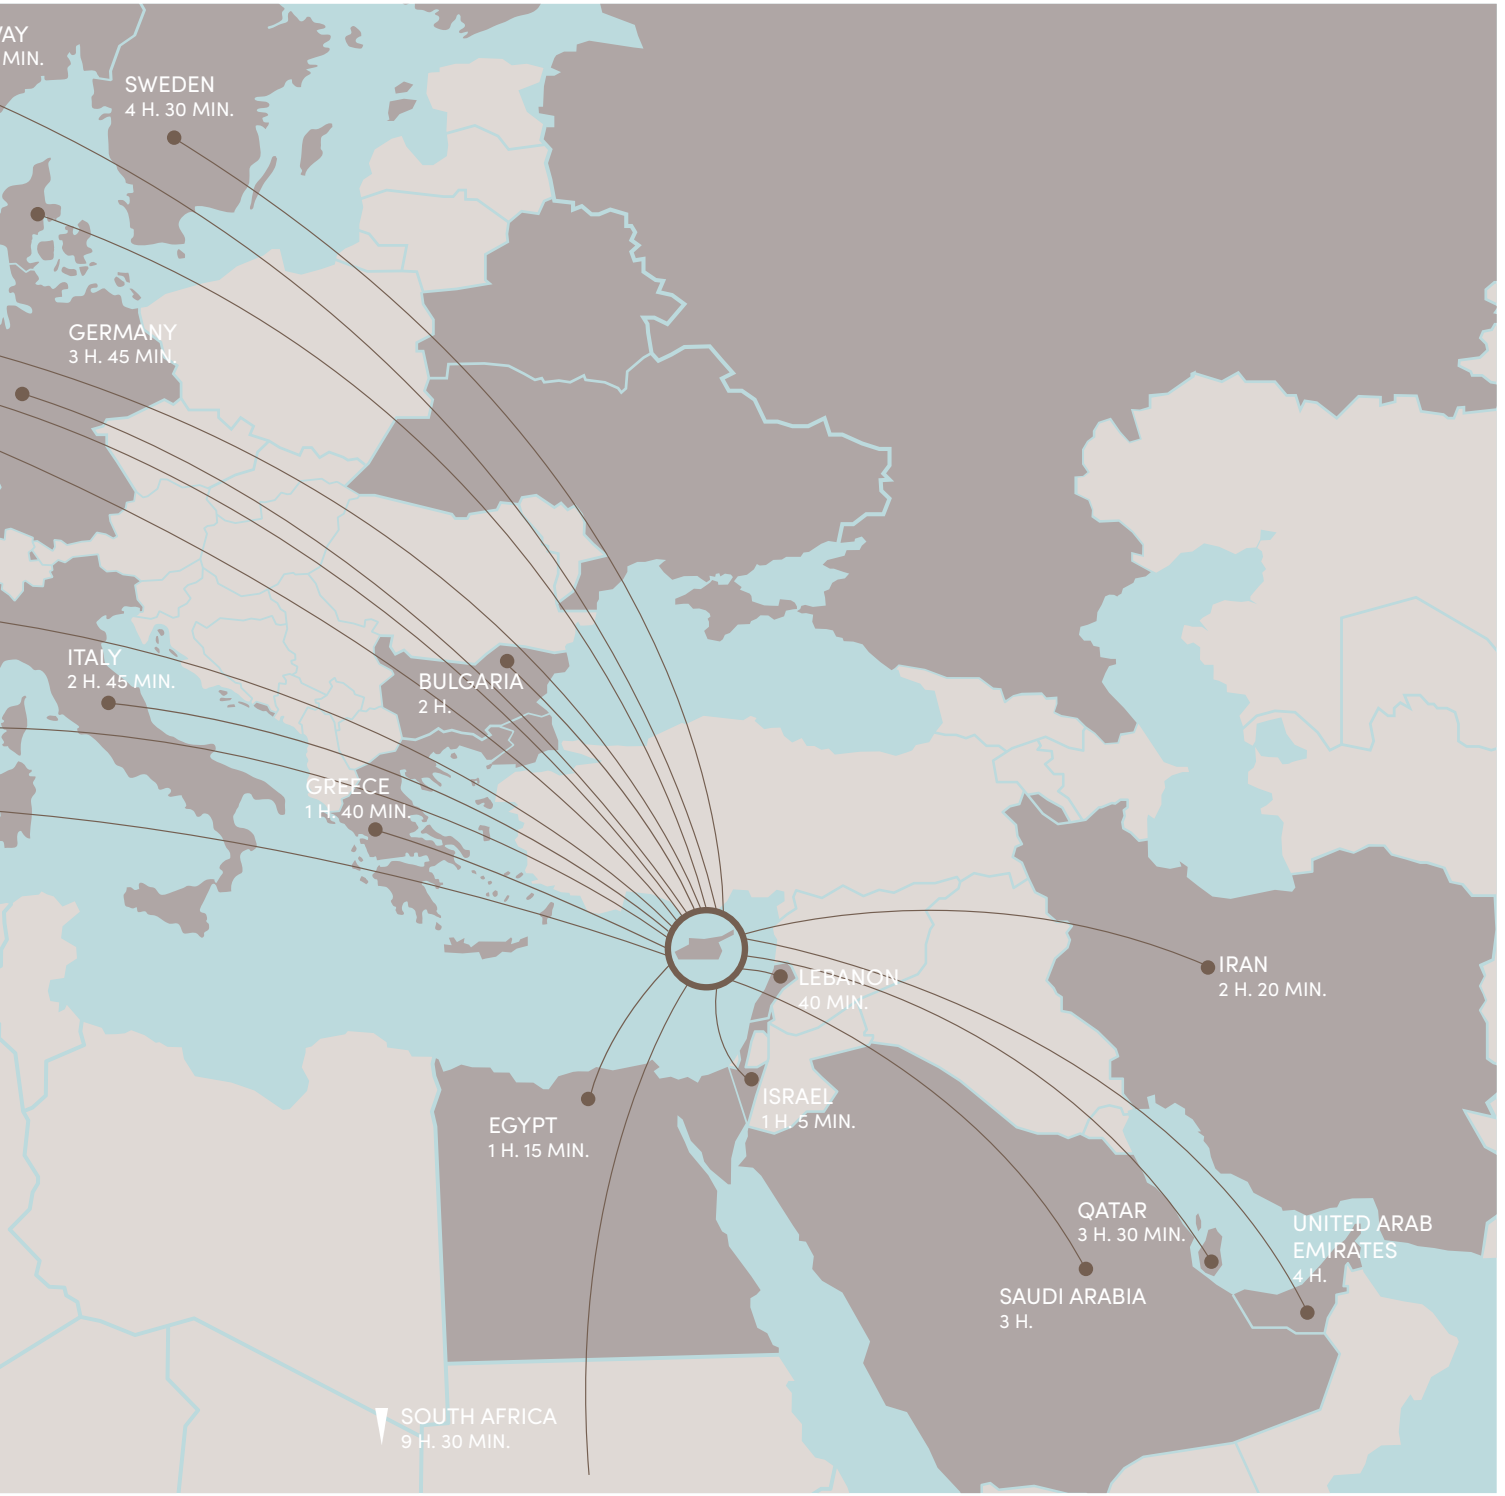 AY
MIN.
SWEDEN
4 H. 30 MIN.
GERMANY
3 H. 45 MIN.
ITALY
2 H. 45 MIN.
BULGARIA
2 H.
GREECE
1 H. 40 MIN.
LEBANON
40 MIN.
IRAN
2 H. 20 MIN.
ISRAEL
1 H. 5 MIN.
EGYPT
1 H. 15 MIN.
QATAR
3 H. 30 MIN.
UNITED ARAB
EMIRATES
4 H.
SAUDI ARABIA
3 H.
SOUTH AFRICA
9 H. 30 MIN.